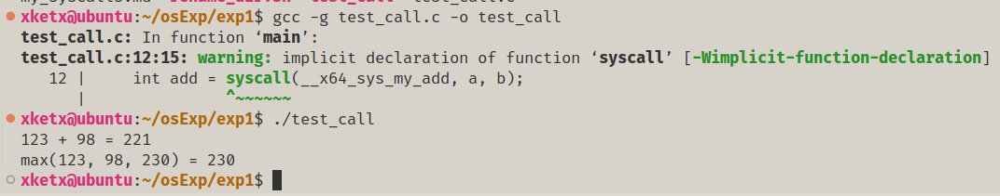 xketx@ubuntu:~/osExp/exp1$ gcc -g test_call.c -o test_call
test_call.c: In function ‘main’:
test_call.c:12:15: warning: implicit declaration of function ‘syscall’ [-Wimplicit-function-declaration]
   12 |     int add = syscall(__x64_sys_my_add, a, b);
      |               ^~~~~~~
xketx@ubuntu:~/osExp/exp1$ ./test_call
123 + 98 = 221
max(123, 98, 230) = 230
xketx@ubuntu:~/osExp/exp1$